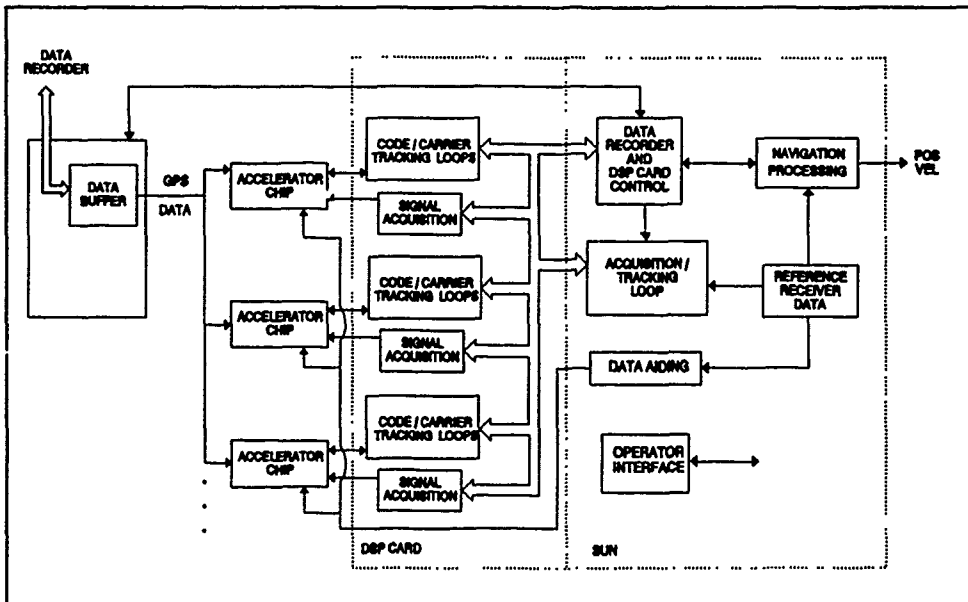 DATA
RECORDER
DATA
BUFFER
GPS
DATA
ACCELERATOR
CHIP
CODE / CARRIER
TRACKING LOOPS
SIGNAL
ACQUISITION
ACCELERATOR
CHIP
CODE / CARRIER
TRACKING LOOPS
SIGNAL
ACQUISITION
ACCELERATOR
CHIP
CODE / CARRIER
TRACKING LOOPS
SIGNAL
ACQUISITION
DSP CARD
DATA
RECORDER
AND
DSP CARD
CONTROL
NAVIGATION
PROCESSING
POS
VEL
ACQUISITION /
TRACKING
LOOP
REFERENCE
RECEIVER
DATA
DATA AIDING
OPERATOR
INTERFACE
SUN